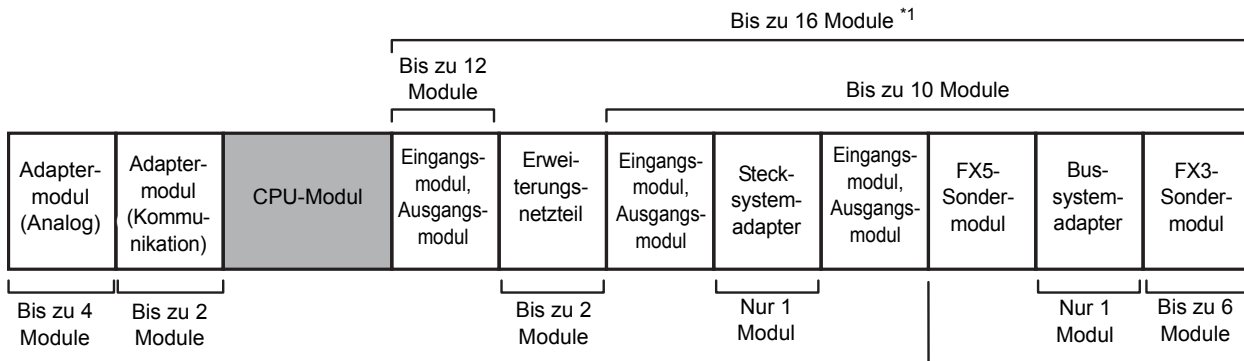 Bis zu 16 Module *1
Bis zu 12
Module
Bis zu 10 Module
Adapter-
modul
(Analog)
Adapter-
modul
(Kommu-
nikation)
CPU-Modul
Eingangs-
modul,
Ausgangs-
modul
Erwei-
terungs-
netzteil
Eingangs-
modul,
Ausgangs-
modul
Steck-
system-
adapter
Eingangs-
modul,
Ausgangs-
modul
FX5-
Sonder-
modul
Bus-
system-
adapter
FX3-
Sonder-
modul
Bis zu 4
Module
Bis zu 2
Module
Bis zu 2
Module
Nur 1
Modul
Nur 1
Modul
Bis zu 6
Module